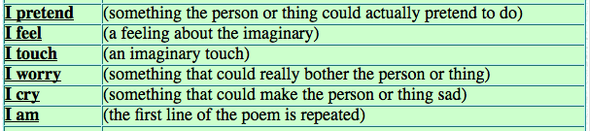 I pretend (something the person or thing could actually pretend to do)
I feel (a feeling about the imaginary)
I touch (an imaginary touch)
I worry (something that could really bother the person or thing)
I cry (something that could make the person or thing sad)
I am (the first line of the poem is repeated)